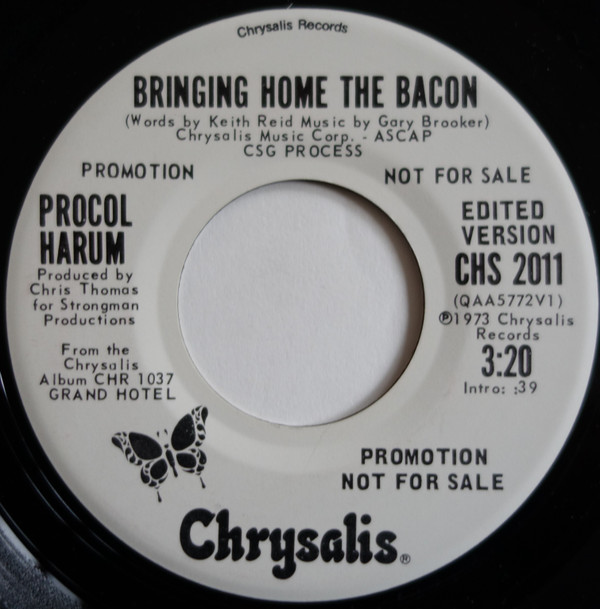 Chrysalis Records
BRINGING HOME THE BACON
(Words by Keith Reid Music by Gary Brooker)
Chrysalis Music Corp. - ASCAP
CSG PROCESS
PROMOTION
NOT FOR SALE
PROCOL
HARUM
Produced by
Chris Thomas
for Strongman
Productions
From the
Chrysalis
Album CHR 1037
GRAND HOTEL
EDITED
VERSION
CHS 2011
(QAA5772V1)
℗1973 Chrysalis
Records
3:20
Intro: :39
PROMOTION
NOT FOR SALE
Chrysalis®